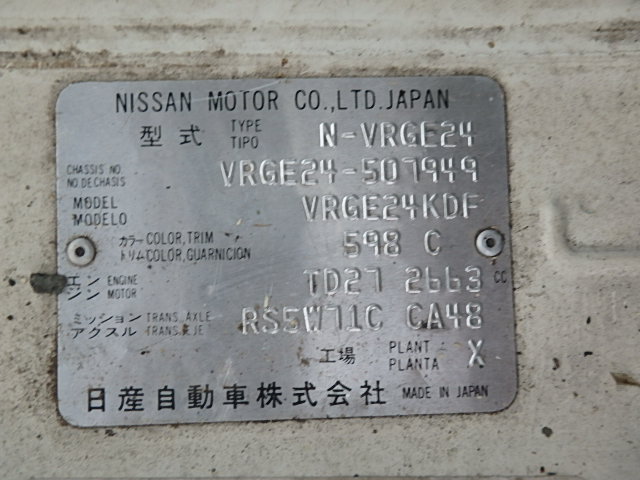 NISSAN MOTOR CO.,LTD.JAPAN
型式 TYPE TIPO N-VRGE24
CHASSIS NO. NO.DE CHASIS VRGE24-507949
MODEL MODELO VRGE24KDF
カラー COLOR,TRIM トリム COLOR,GUARNICION 598 C
エンジン ENGINE MOTOR TD27 2663 CC
ミッション TRANS. AXLE アクスル TRANS. EJE RS5W71C CA48
工場 PLANT PLANTA X
日産自動車株式会社 MADE IN JAPAN